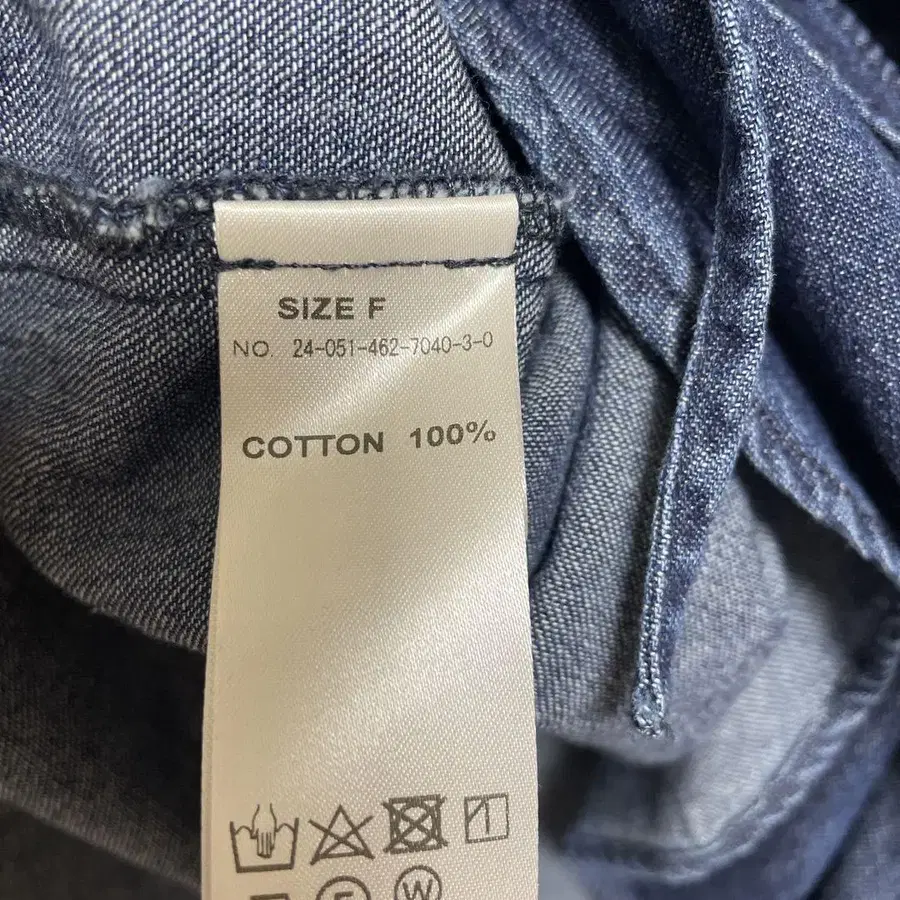 SIZE F
NO. 24-051-462-7040-3-0
COTTON 100%
W